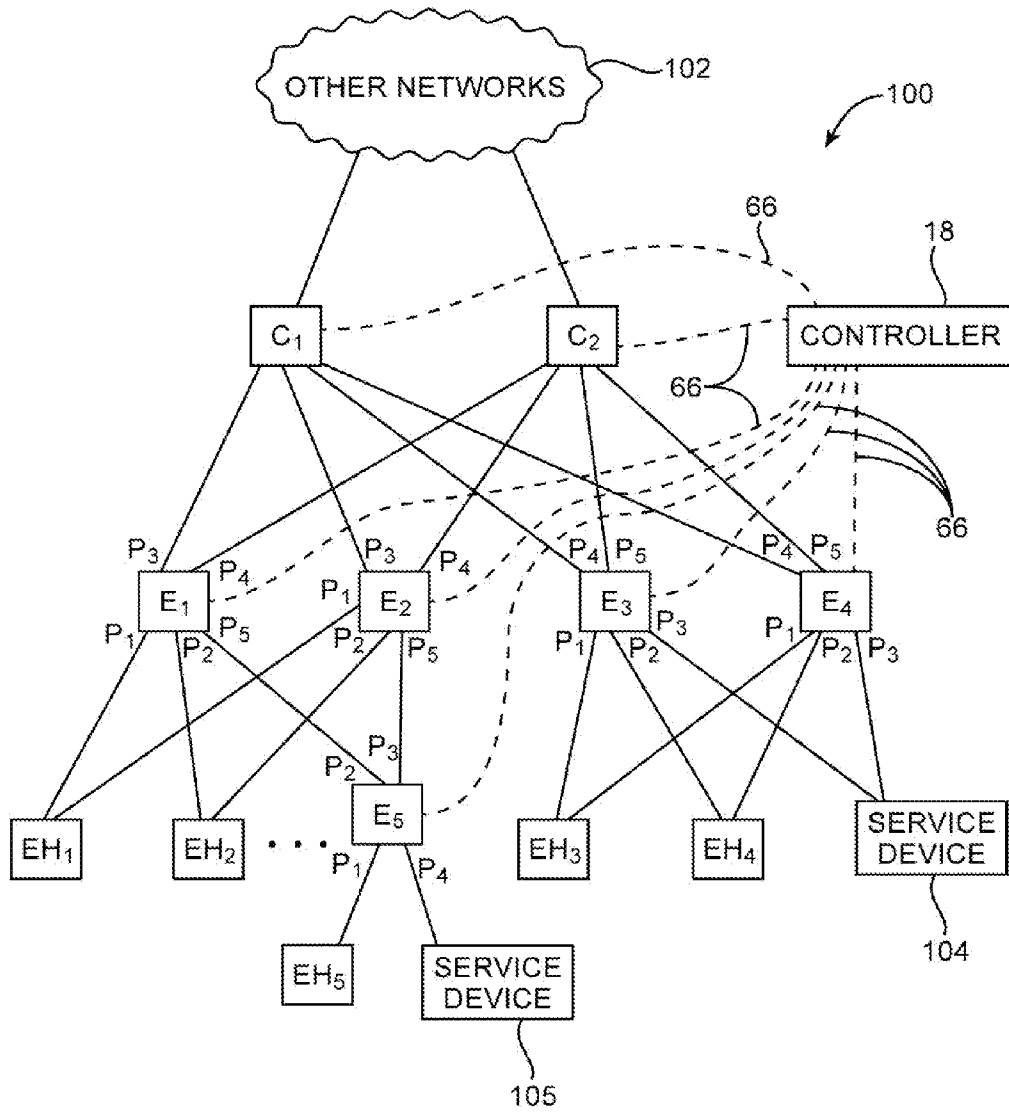 OTHER NETWORKS
102
100
66
18
C1
C2
CONTROLLER
66
66
P3
P4
P3
P4
P4
P5
P4
P5
E1
P1
E2
E3
E4
P1
P2
P5
P2
P5
P1
P2
P3
P1
P2
P3
P2
P3
EH1
EH2
• • •
E5
EH3
EH4
SERVICE
DEVICE
P1
P4
104
EH5
SERVICE
DEVICE
105